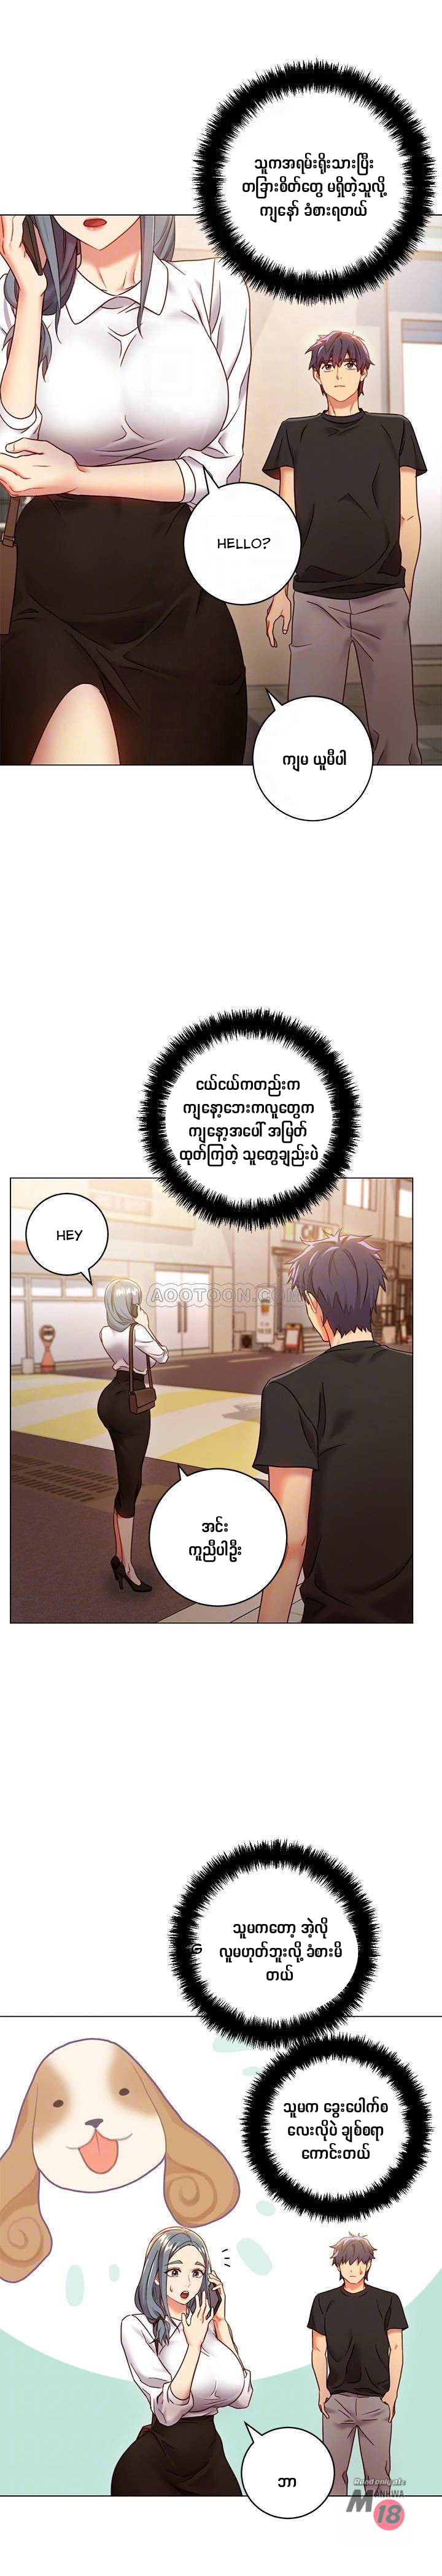 သူကအရမ်းရိုးသားပြီး
တခြားစိတ်တွေ မရှိတဲ့သူလို့
ကျနော် ခံစားရတယ်
HELLO?
ကျမ ယူမီပါ
ငယ်ငယ်ကတည်းက
ကျနော့ဘေးကလူတွေက
ကျနော့အပေါ် အမြတ်
ထုတ်ကြတဲ့ သူတွေချည်းပဲ
HEY
AOOTOON.COM
အင်း
ကူညီပါဦး
သူမကတော့ အဲ့လို
လူမဟုတ်ဘူးလို့ ခံစားမိ
တယ်
သူမက ခွေးပေါက်စ
လေးလိုပဲ ချစ်စရာ
ကောင်းတယ်
ဘာ
Read only at:
MANHWA
18